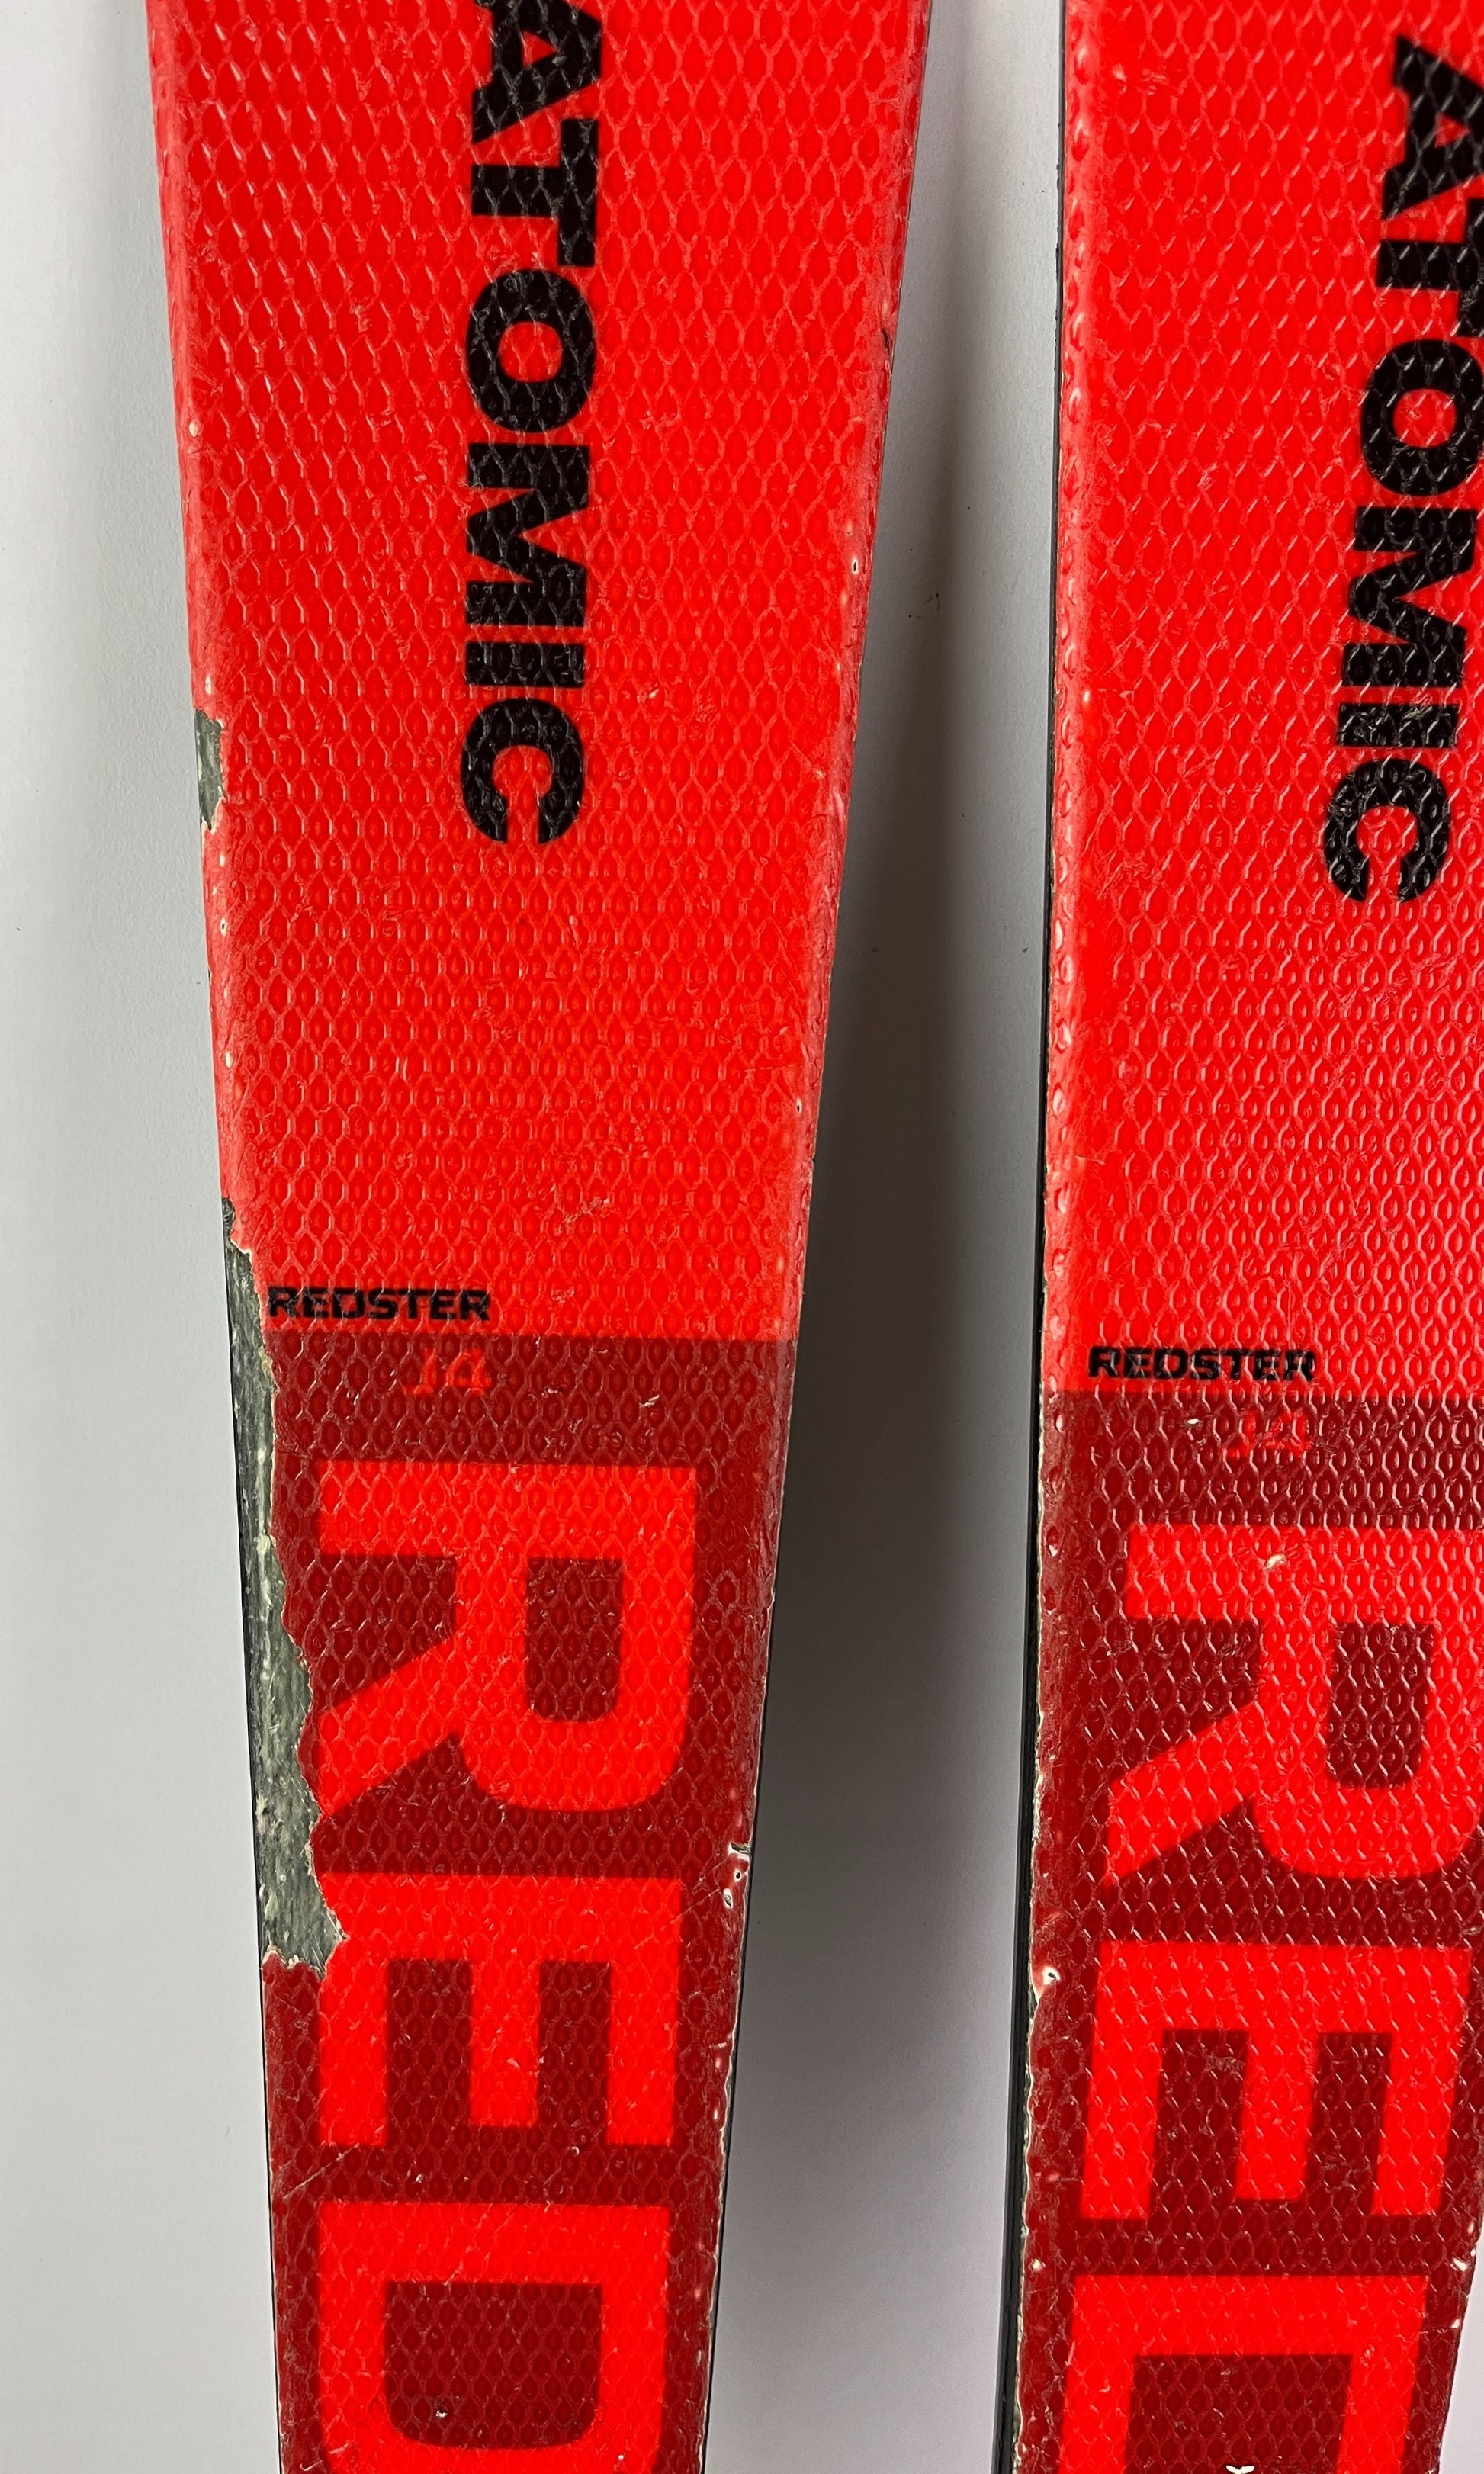 ATOMIC
REDSTER
J4
RED
ATOMIC
REDSTER
J4
RED